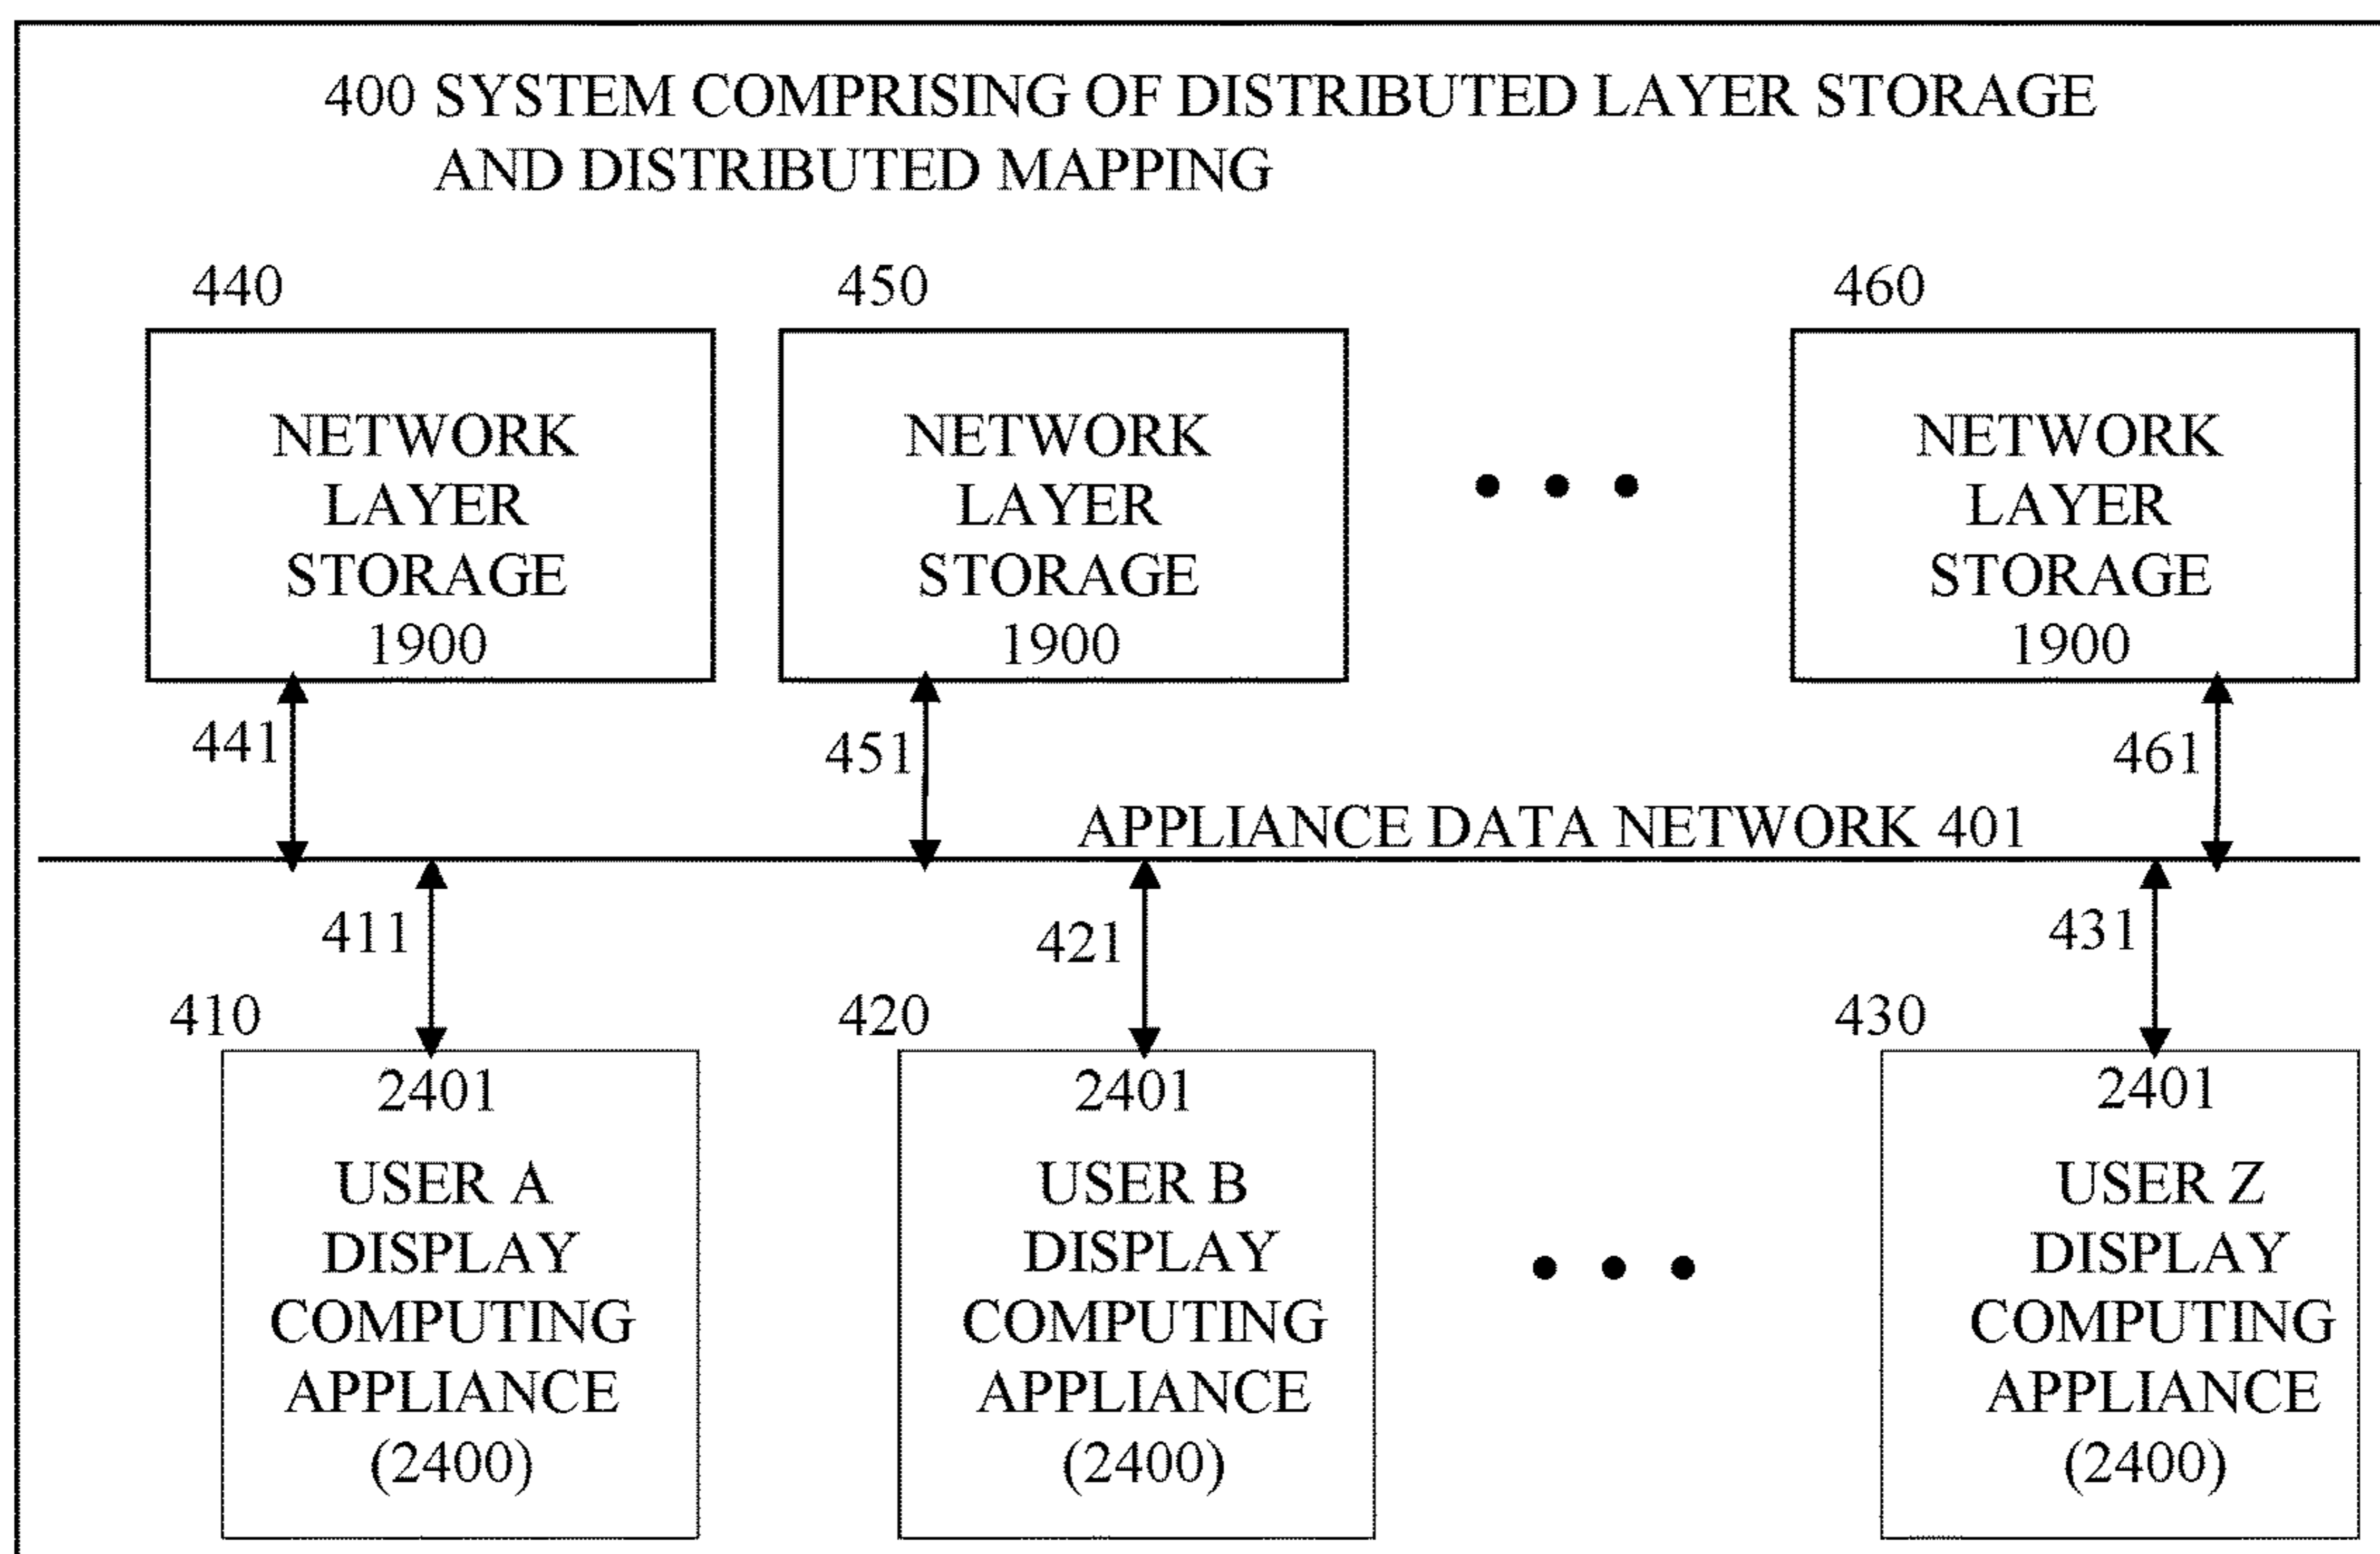 400 SYSTEM COMPRISING OF DISTRIBUTED LAYER STORAGE
AND DISTRIBUTED MAPPING
440
450
460
NETWORK
LAYER
STORAGE
1900
NETWORK
LAYER
STORAGE
1900
NETWORK
LAYER
STORAGE
1900
441
451
461
APPLIANCE DATA NETWORK 401
411
421
431
410
420
430
2401
USER A
DISPLAY
COMPUTING
APPLIANCE
(2400)
2401
USER B
DISPLAY
COMPUTING
APPLIANCE
(2400)
2401
USER Z
DISPLAY
COMPUTING
APPLIANCE
(2400)